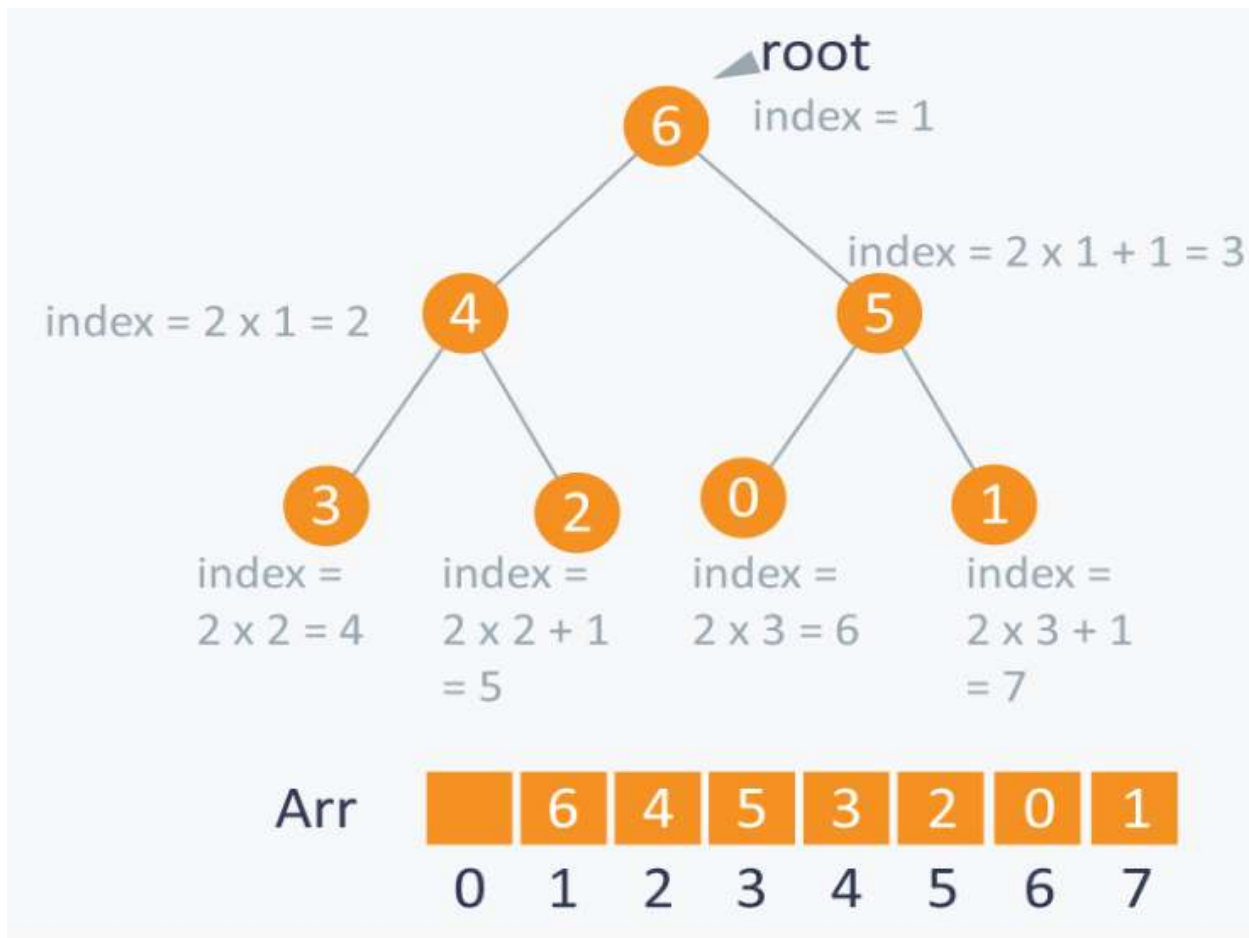 root
6
index = 1
index = 2 x 1 + 1 = 3
index = 2 x 1 = 2
4
5
3
2
0
1
index =
2 x 2 = 4
index =
2 x 2 + 1
= 5
index =
2 x 3 = 6
index =
2 x 3 + 1
= 7
Arr
6 4 5 3 2 0 1
0 1 2 3 4 5 6 7